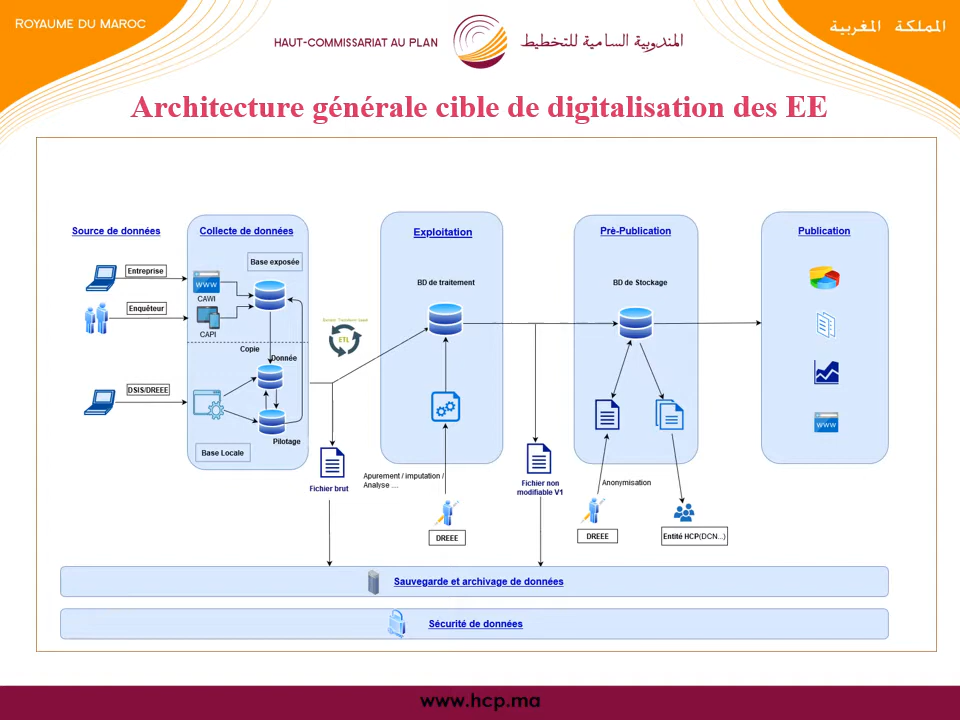 ROYAUME DU MAROC
HAUT-COMMISSARIAT AU PLAN
المندوبية السامية للتخطيط
المملكة المغربية
Architecture générale cible de digitalisation des EE
Source de données
Collecte de données
Exploitation
Prè-Publication
Publication
Entreprise
Enquêteur
DSIS/DREEE
Base exposée
WWW
CAWI
CAPI
Copie
Donnée
Pilotage
Base Locale
ETL
BD de traitement
BD de Stockage
WWW
Fichier brut
Apurement / imputation /
Analyse ....
DREEE
Fichier non
modifiable V1
Anonymisation
DREEE
Entité HCP(DCN...)
Sauvegarde et archivage de données
Sécurité de données
www.hcp.ma